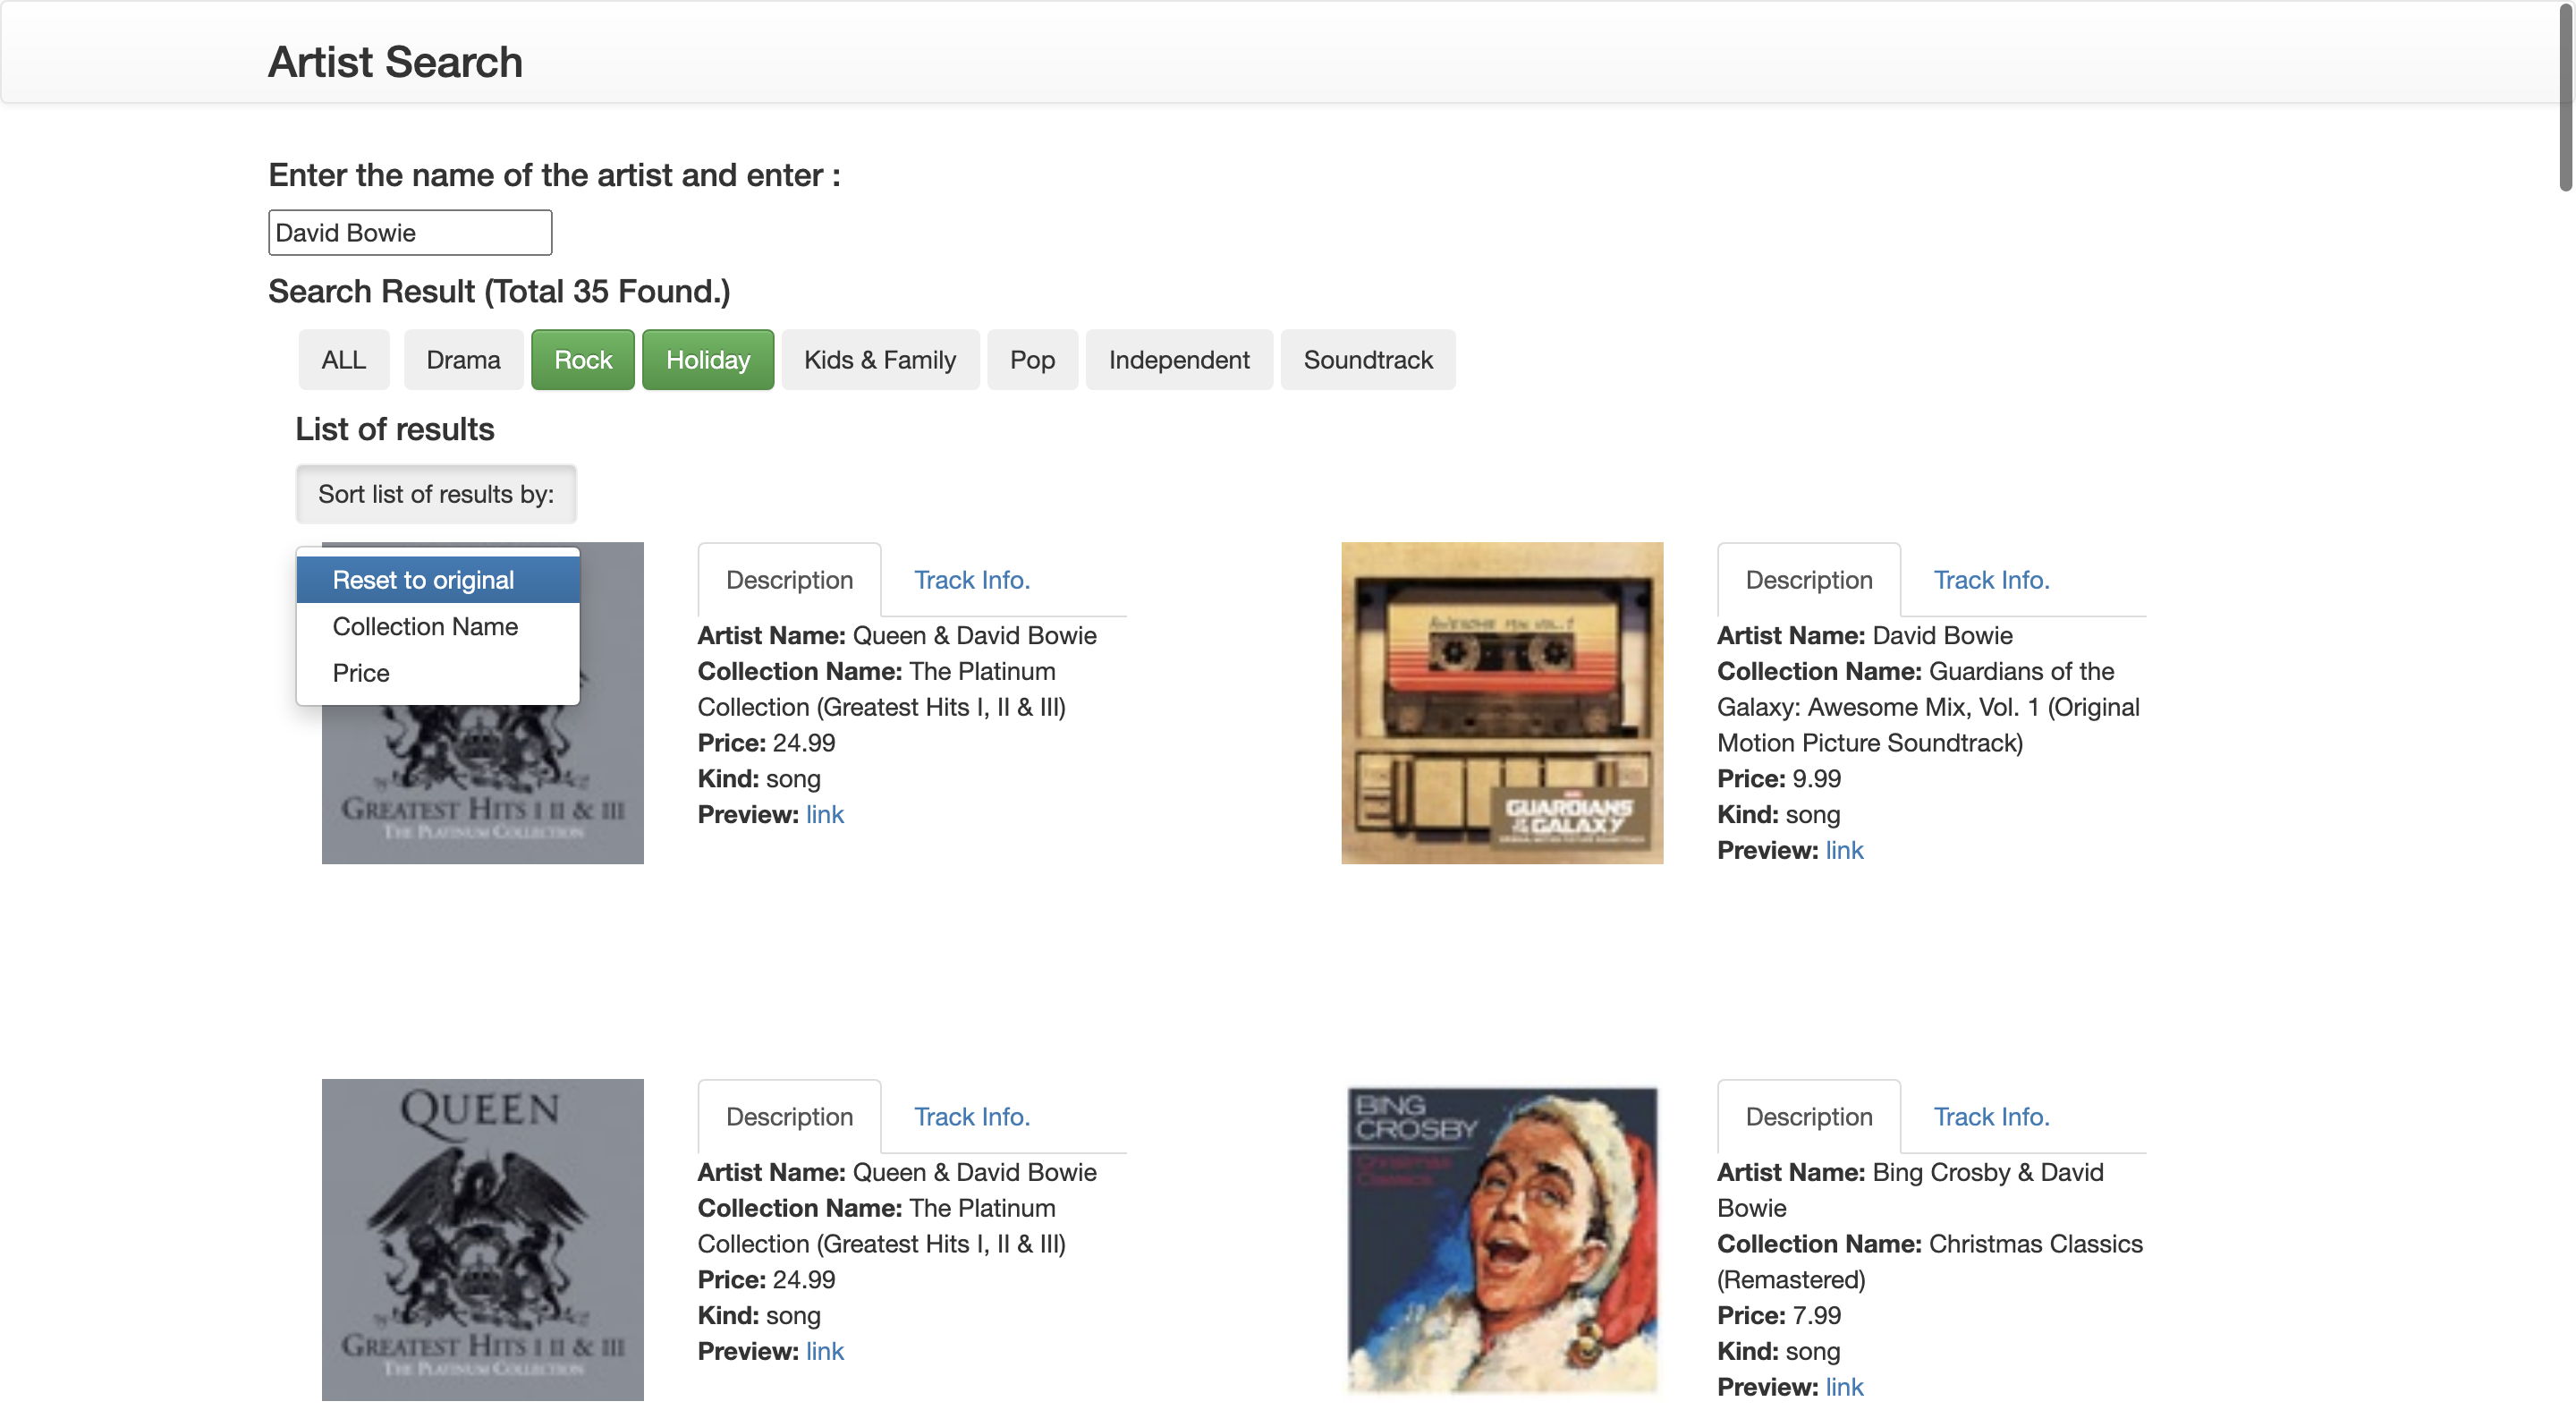 Artist Search
Enter the name of the artist and enter :
David Bowie
Search Result (Total 35 Found.)
ALL Drama Rock Holiday Kids & Family Pop Independent Soundtrack
List of results
Sort list of results by:
Reset to original
Collection Name
Price
GREATEST HITS I II & III
THE PLATINUM COLLECTION
Description Track Info.
Artist Name: Queen & David Bowie
Collection Name: The Platinum
Collection (Greatest Hits I, II & III)
Price: 24.99
Kind: song
Preview: link
AWESOME MIX VOL. 1
GUARDIANS
OF THE
GALAXY
Description Track Info.
Artist Name: David Bowie
Collection Name: Guardians of the
Galaxy: Awesome Mix, Vol. 1 (Original
Motion Picture Soundtrack)
Price: 9.99
Kind: song
Preview: link
QUEEN
GREATEST HITS I II & III
THE PLATINUM COLLECTION
Description Track Info.
Artist Name: Queen & David Bowie
Collection Name: The Platinum
Collection (Greatest Hits I, II & III)
Price: 24.99
Kind: song
Preview: link
BING
CROSBY
Christmas
Classics
Description Track Info.
Artist Name: Bing Crosby & David
Bowie
Collection Name: Christmas Classics
(Remastered)
Price: 7.99
Kind: song
Preview: link